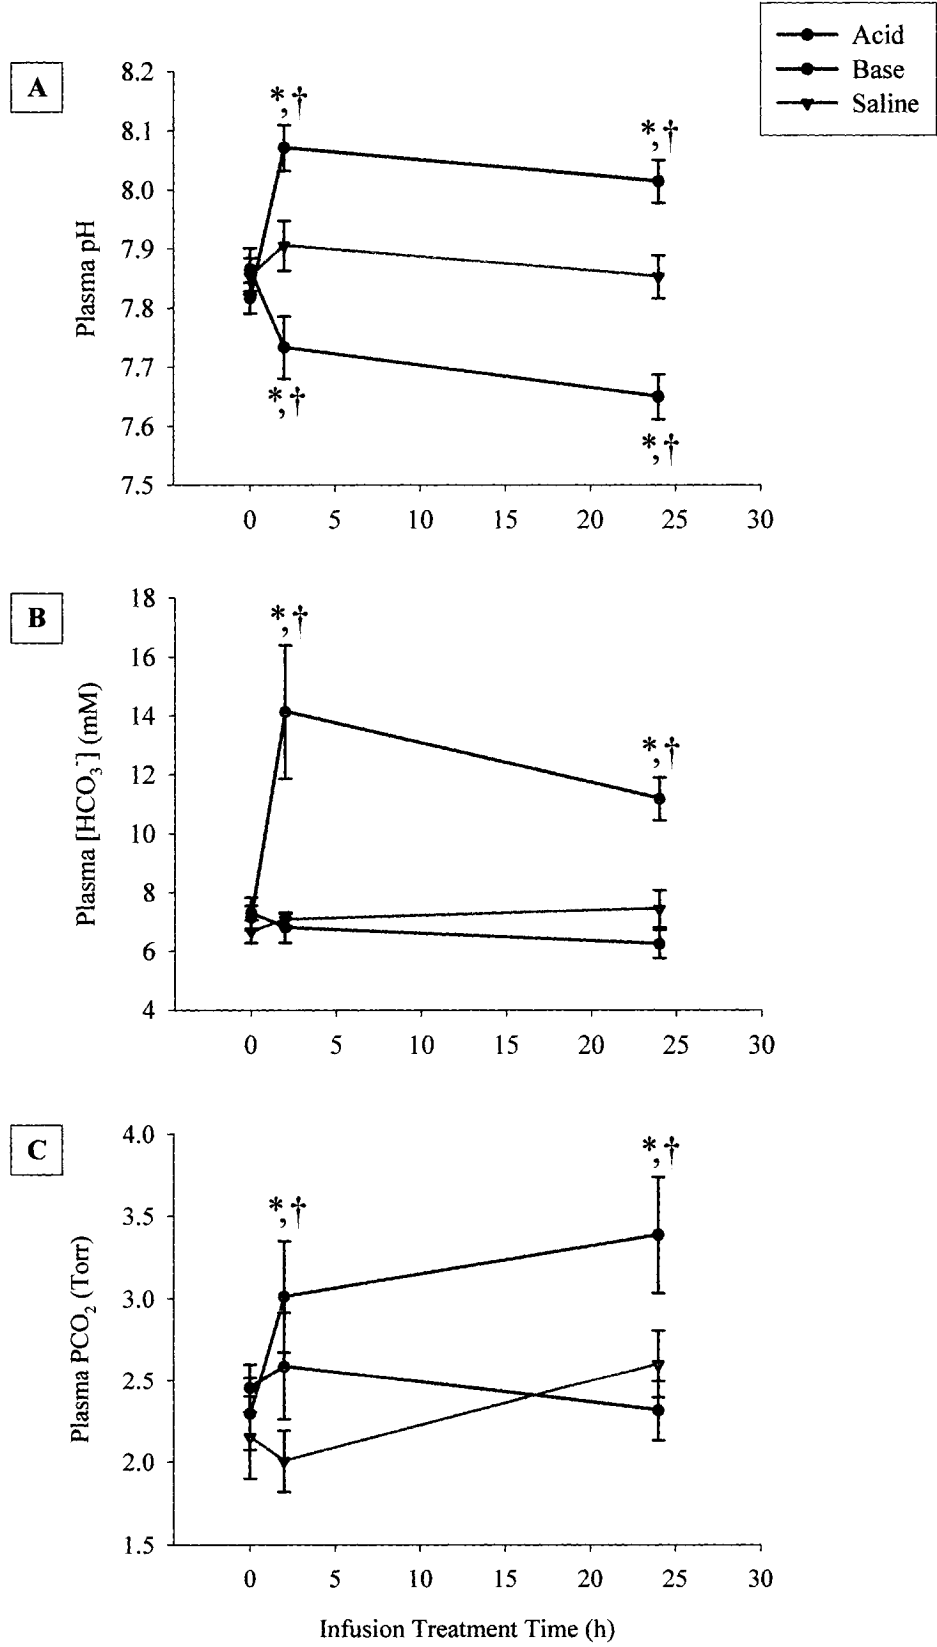 Acid
Base
Saline
A
8.2
8.1
8.0
7.9
7.8
7.7
7.6
7.5
Plasma pH
*,†
*,†
*,†
*,†
0 5 10 15 20 25 30
B
18
16
14
12
10
8
6
4
Plasma [HCO3-] (mM)
*,†
*,†
0 5 10 15 20 25 30
C
4.0
3.5
3.0
2.5
2.0
1.5
Plasma PCO2 (Torr)
*,†
*,†
0 5 10 15 20 25 30
Infusion Treatment Time (h)